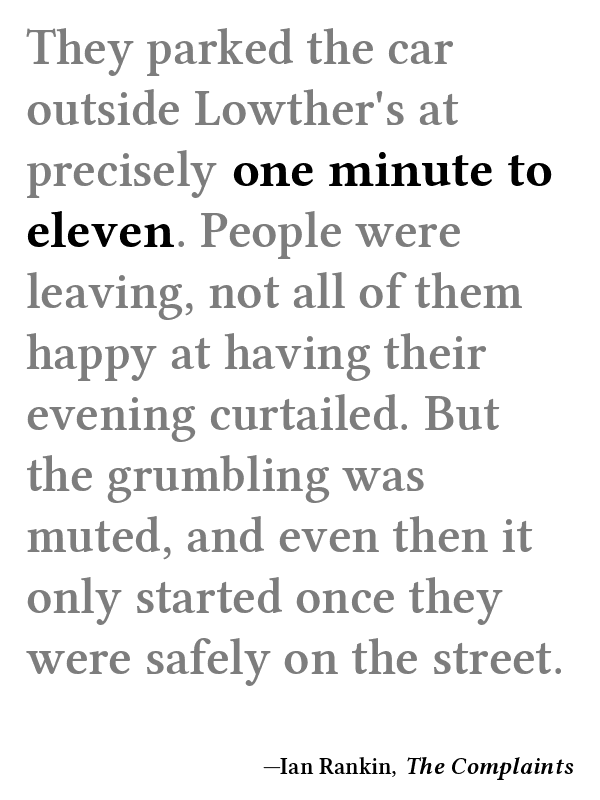 They parked the car
outside Lowther's at
precisely one minute to
eleven. People were
leaving, not all of them
happy at having their
evening curtailed. But
the grumbling was
muted, and even then it
only started once they
were safely on the street.
—Ian Rankin, The Complaints